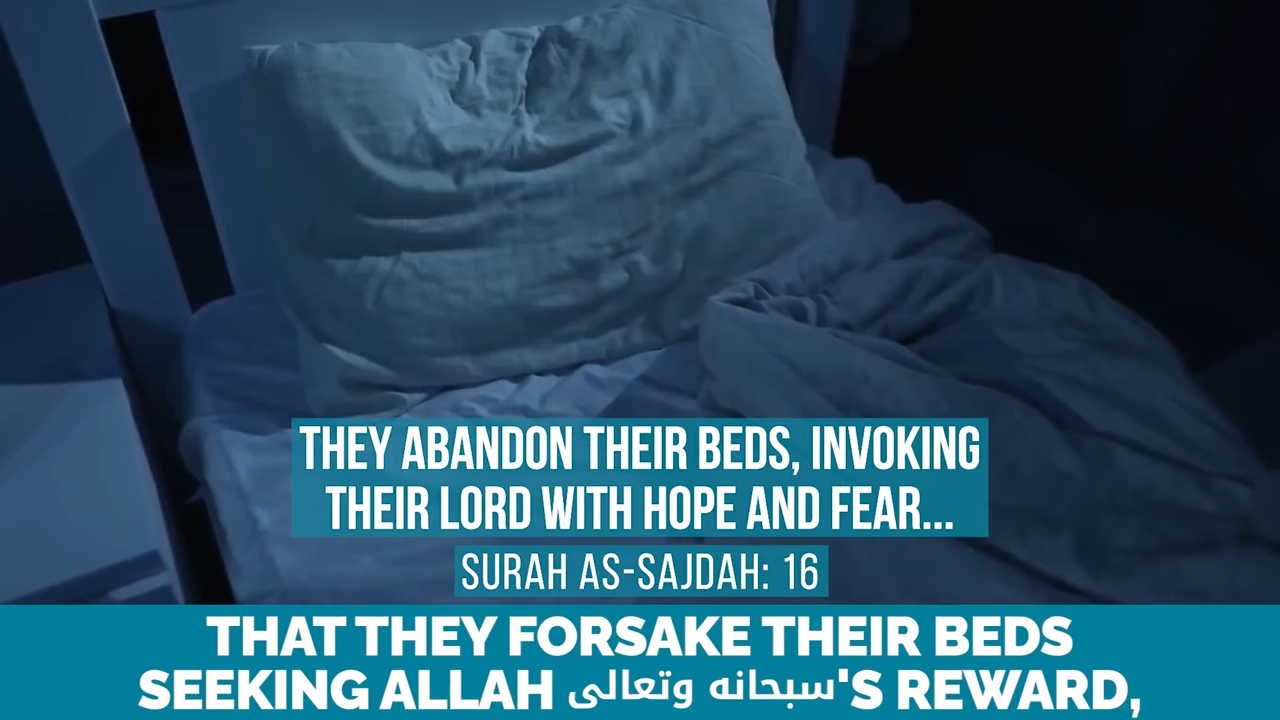 THEY ABANDON THEIR BEDS, INVOKING
THEIR LORD WITH HOPE AND FEAR...
SURAH AS-SAJDAH: 16
THAT THEY FORSAKE THEIR BEDS
SEEKING ALLAH سبحانه وتعالى'S REWARD,